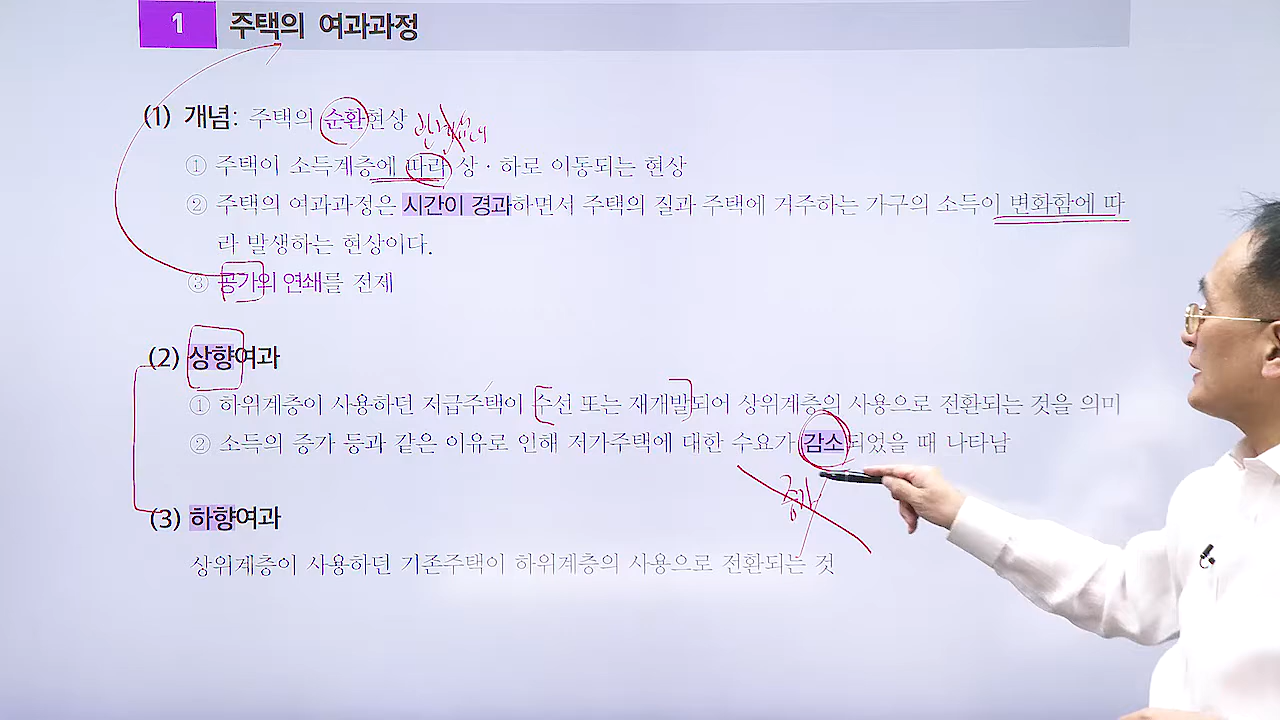 1 주택의 여과과정
(1) 개념: 주택의 순환현상
① 주택이 소득계층에 따라 상·하로 이동되는 현상
② 주택의 여과과정은 시간이 경과하면서 주택의 질과 주택에 거주하는 가구의 소득이 변화함에 따
라 발생하는 현상이다.
③ 공가의 연쇄를 전제
(2) 상향여과
① 하위계층이 사용하던 저급주택이 수선 또는 재개발되어 상위계층의 사용으로 전환되는 것을 의미
② 소득의 증가 등과 같은 이유로 인해 저가주택에 대한 수요가 감소되었을 때 나타남
증가
(3) 하향여과
상위계층이 사용하던 기존주택이 하위계층의 사용으로 전환되는 것